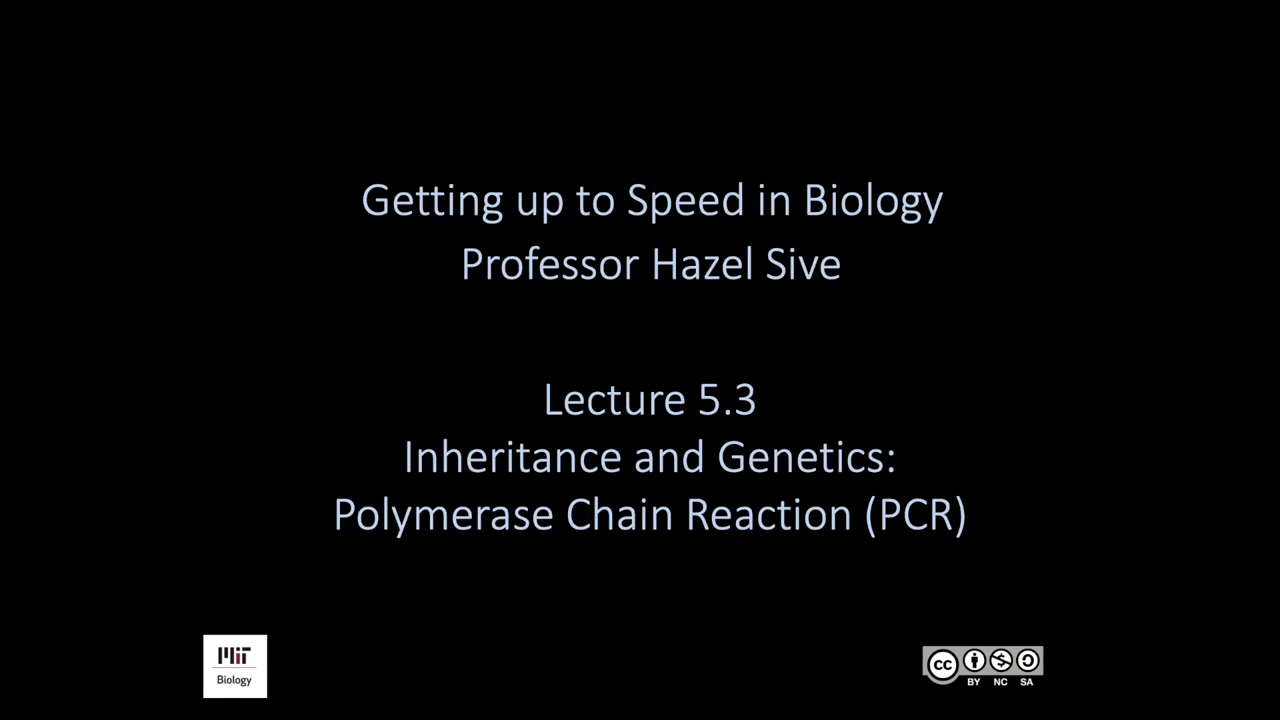 Getting up to Speed in Biology
Professor Hazel Sive
Lecture 5.3
Inheritance and Genetics:
Polymerase Chain Reaction (PCR)
MIT
Biology
cc
BY NC SA